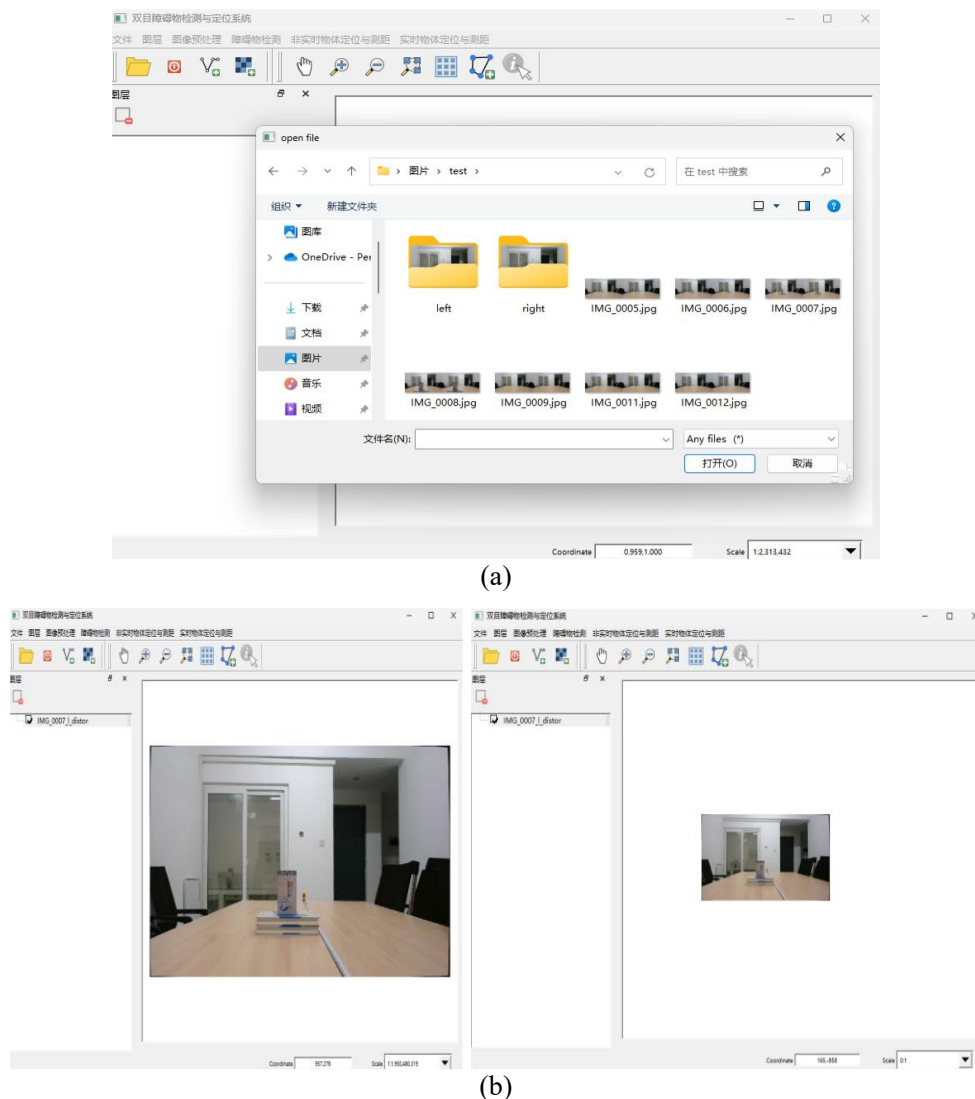 双目障碍物检测与定位系统
文件 图层 图像预处理 障碍物检测 非实时物体定位与测距 实时物体定位与测距
图层
open file
图片 > test >
在 test 中搜索
组织 新建文件夹
图库
OneDrive - Per
下载
文档
图片
音乐
视频
left right IMG_0005.jpg IMG_0006.jpg IMG_0007.jpg
IMG_0008.jpg IMG_0009.jpg IMG_0011.jpg IMG_0012.jpg
文件名(N): Any files (*)
打开(O) 取消
Coordinate 0.959,1.000 Scale 1:2,313,432
(a)
双目障碍物检测与定位系统
文件 图层 图像预处理 障碍物检测 非实时物体定位与测距 实时物体定位与测距
图层
IMG_0007_l_distor
Coordinate 957,276 Scale
双目障碍物检测与定位系统
文件 图层 图像预处理 障碍物检测 非实时物体定位与测距 实时物体定位与测距
图层
IMG_0007_l_distor
Coordinate 165,-858 Scale 0:1
(b)